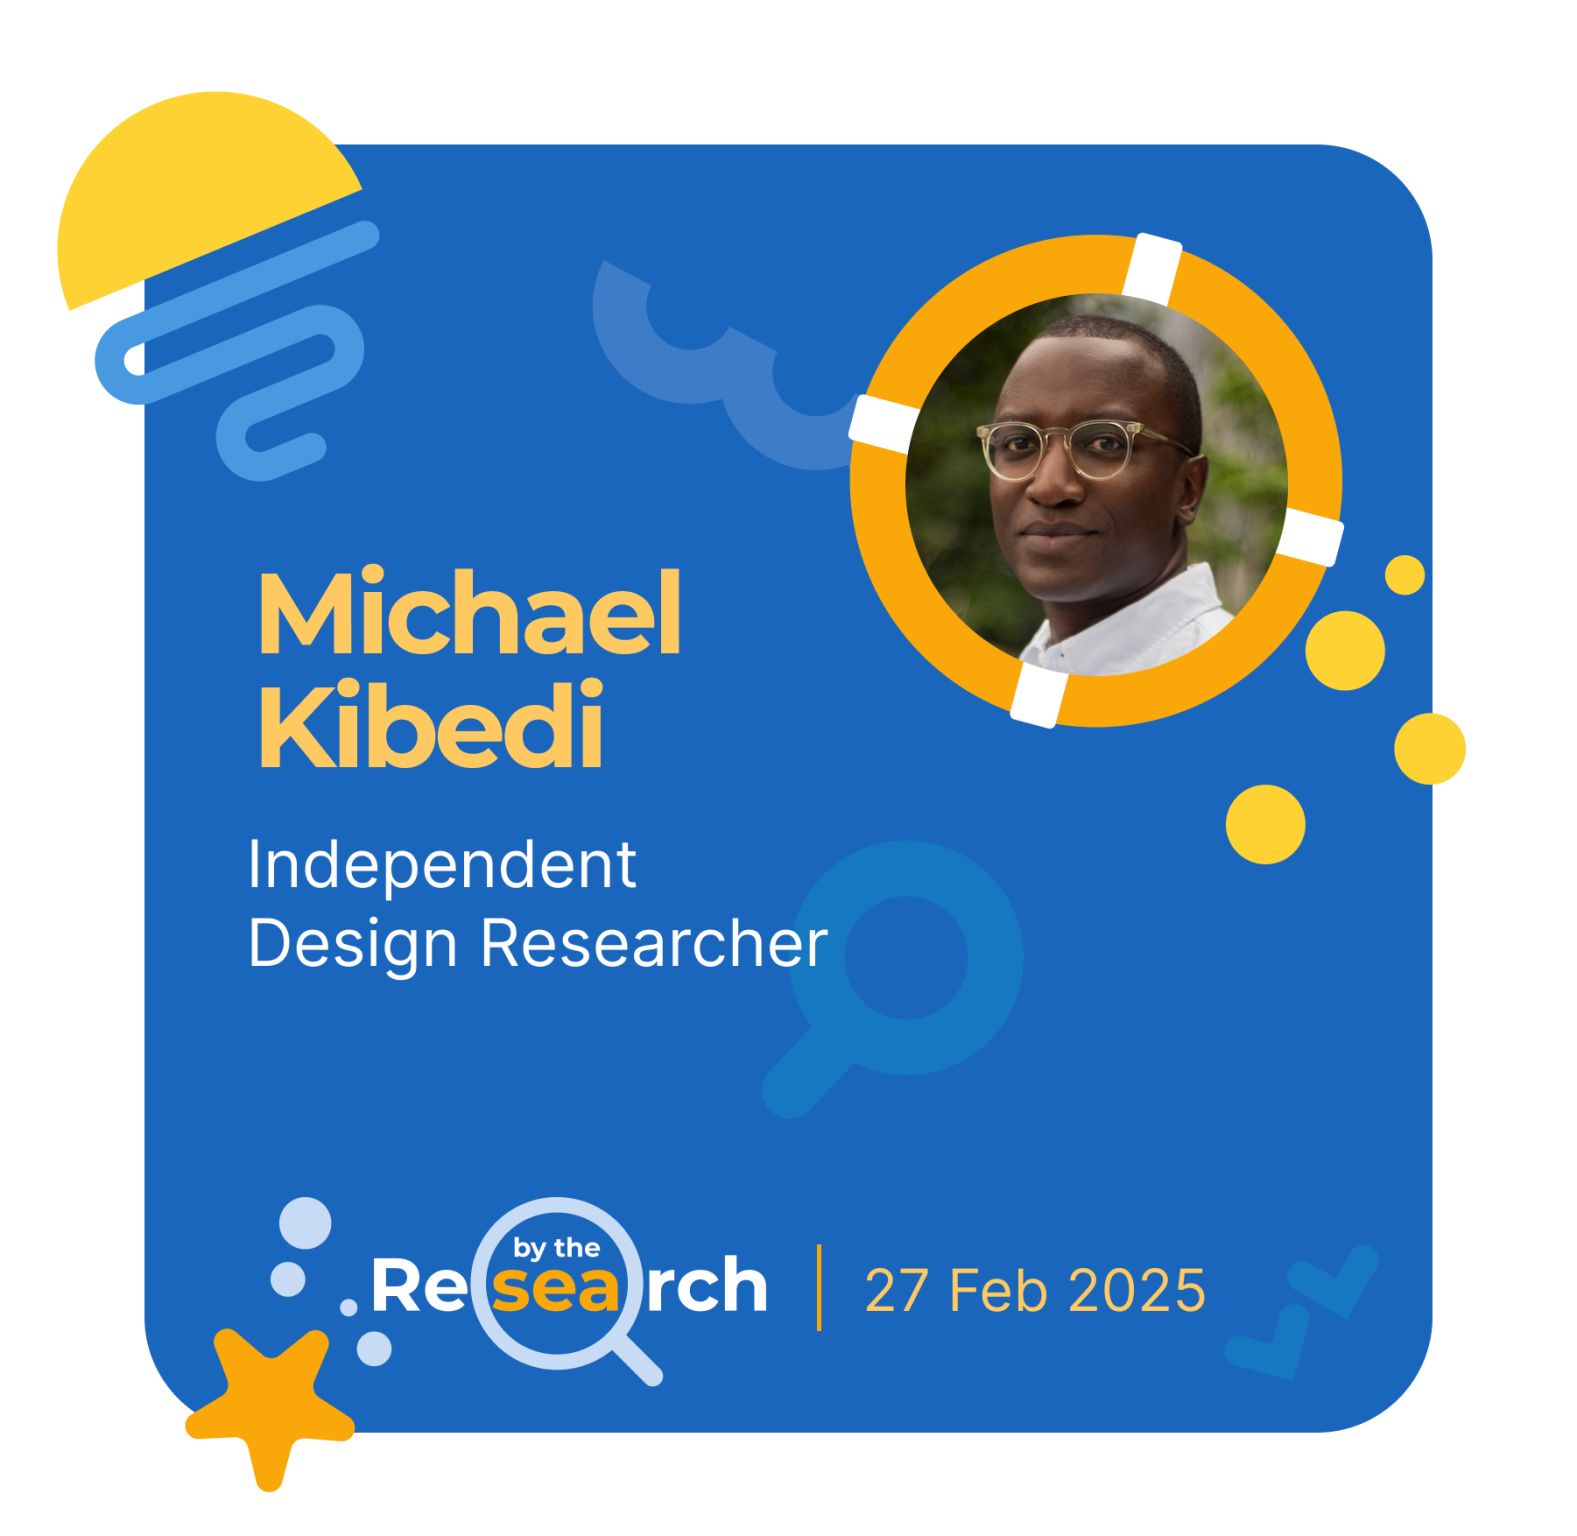 Michael
Kibedi
Independent
Design Researcher
by the
Research
27 Feb 2025